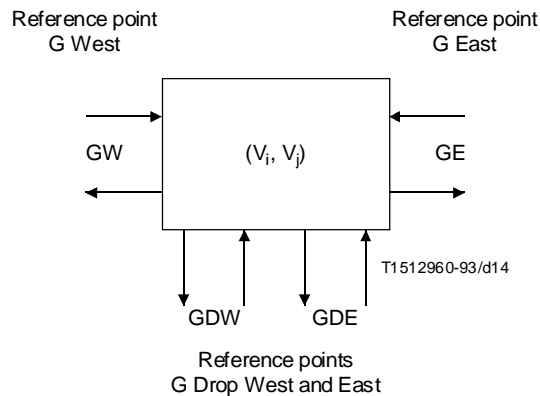 Reference point
G West
Reference point
G East
GW
(Vi, Vj)
GE
T1512960-93/d14
GDW
GDE
Reference points
G Drop West and East